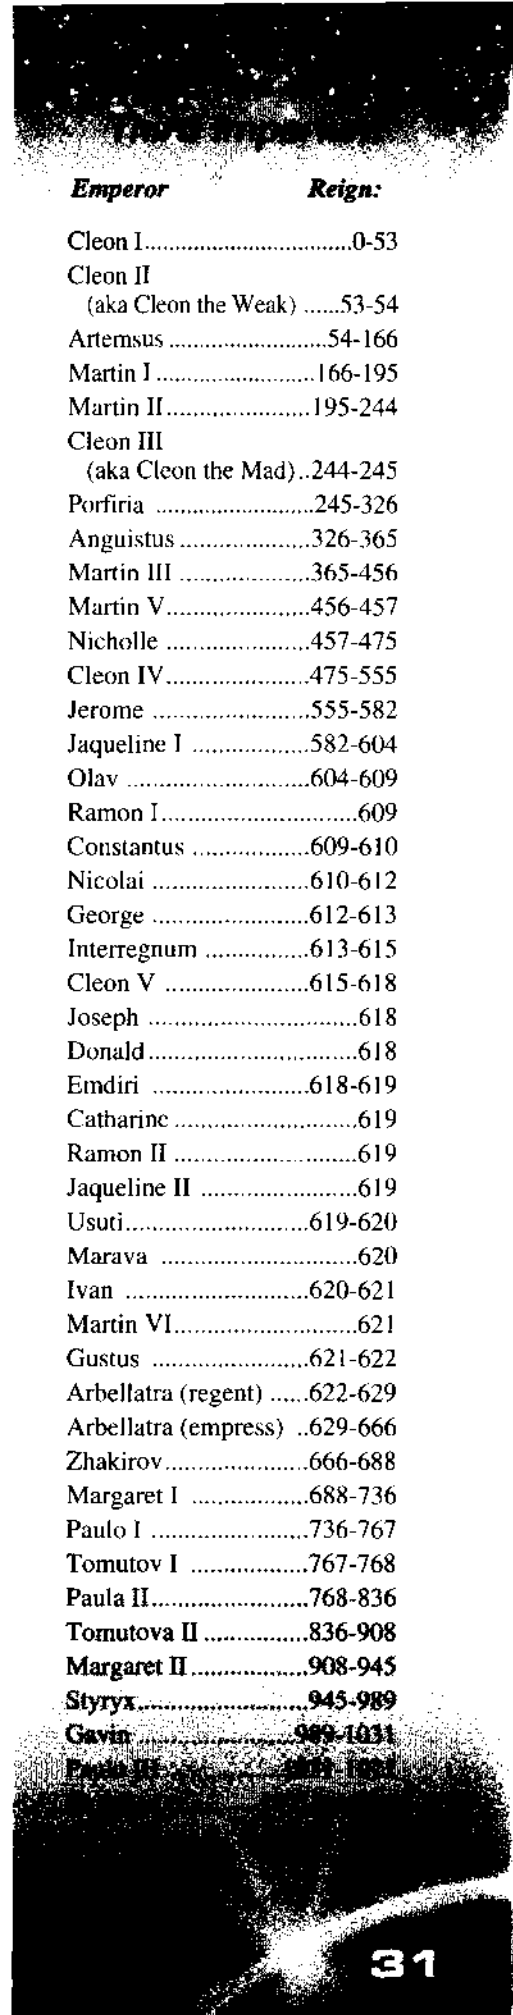 Emperor Reign:
Cleon I..................................0-53
Cleon II
(aka Cleon the Weak) ......53-54
Artemsus ..........................54-166
Martin I ..........................166-195
Martin II........................195-244
Cleon III
(aka Cleon the Mad)..244-245
Porfiria ..........................245-326
Anguistus ......................326-365
Martin III ......................365-456
Martin V........................456-457
Nicholle ........................457-475
Cleon IV........................475-555
Jerome ..........................555-582
Jaqueline I ....................582-604
Olav ..............................604-609
Ramon I................................609
Constantus ....................609-610
Nicolai ..........................610-612
George ..........................612-613
Interregnum ..................613-615
Cleon V ........................615-618
Joseph ..................................618
Donald..................................618
Emdiri ..........................618-619
Catharine ..............................619
Ramon II ..............................619
Jaqueline II ..........................619
Usuti..............................619-620
Marava ................................620
Ivan ..............................620-621
Martin VI..............................621
Gustus ..........................621-622
Arbellatra (regent) ......622-629
Arbellatra (empress) ..629-666
Zhakirov........................666-688
Margaret I ....................688-736
Paulo I ..........................736-767
Tomutov I ....................767-768
Paula II..........................768-836
Tomutova II ..................836-908
Margaret II....................908-945
Styryx............................945-989
Gavin ..........................989-1031
31